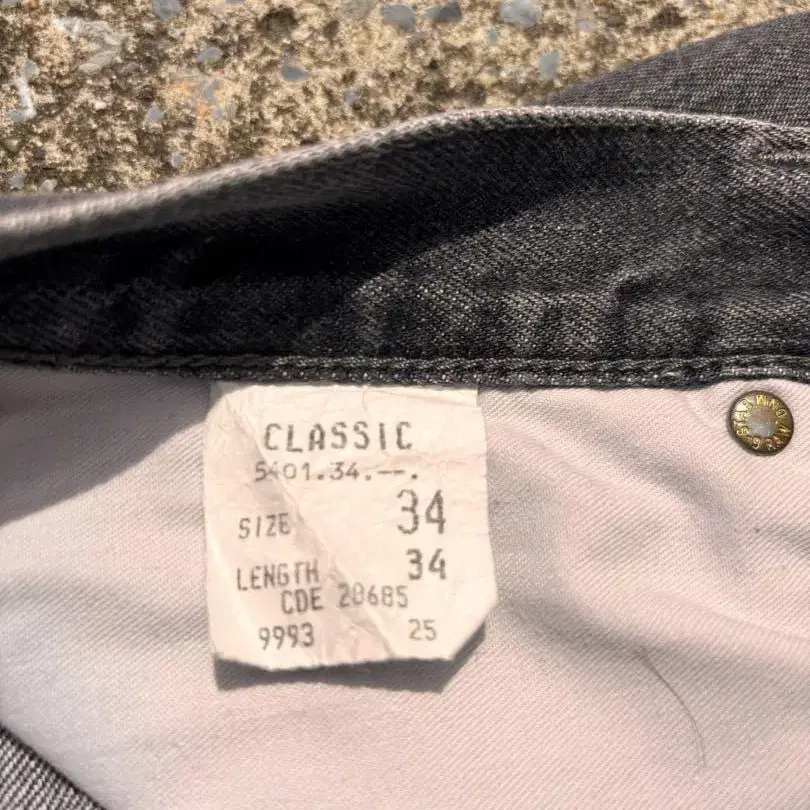 CLASSIC
5401.34.--.
SIZE 34
LENGTH 34
CDE 20685
9993 25